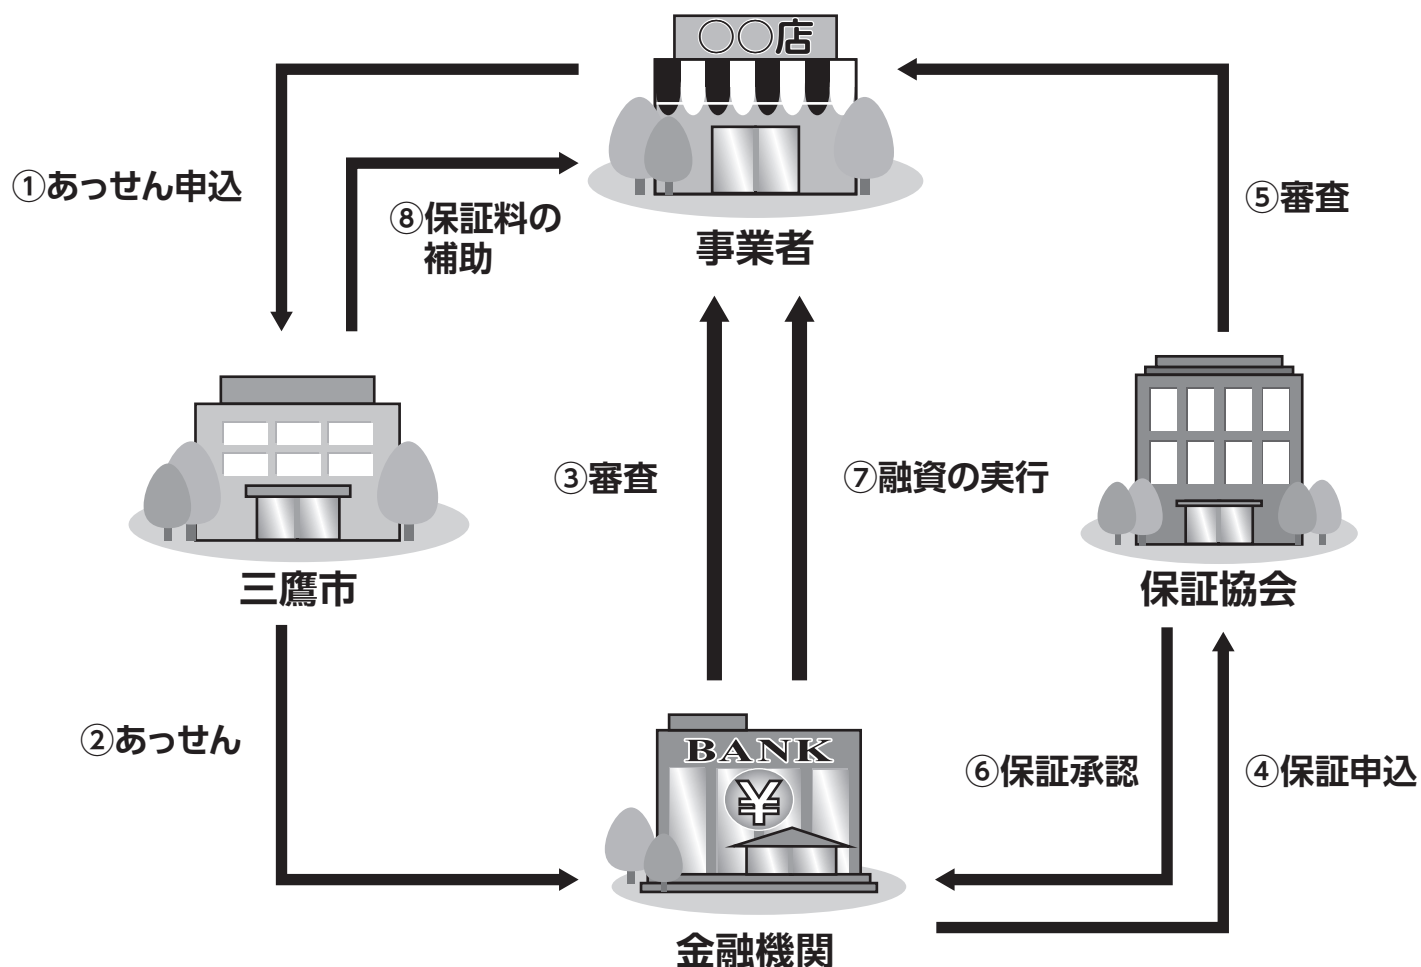 ○○店
①あっせん申込
⑧保証料の
補助
事業者
⑤審査
③審査
⑦融資の実行
三鷹市
保証協会
②あっせん
BANK
¥
⑥保証承認
④保証申込
金融機関